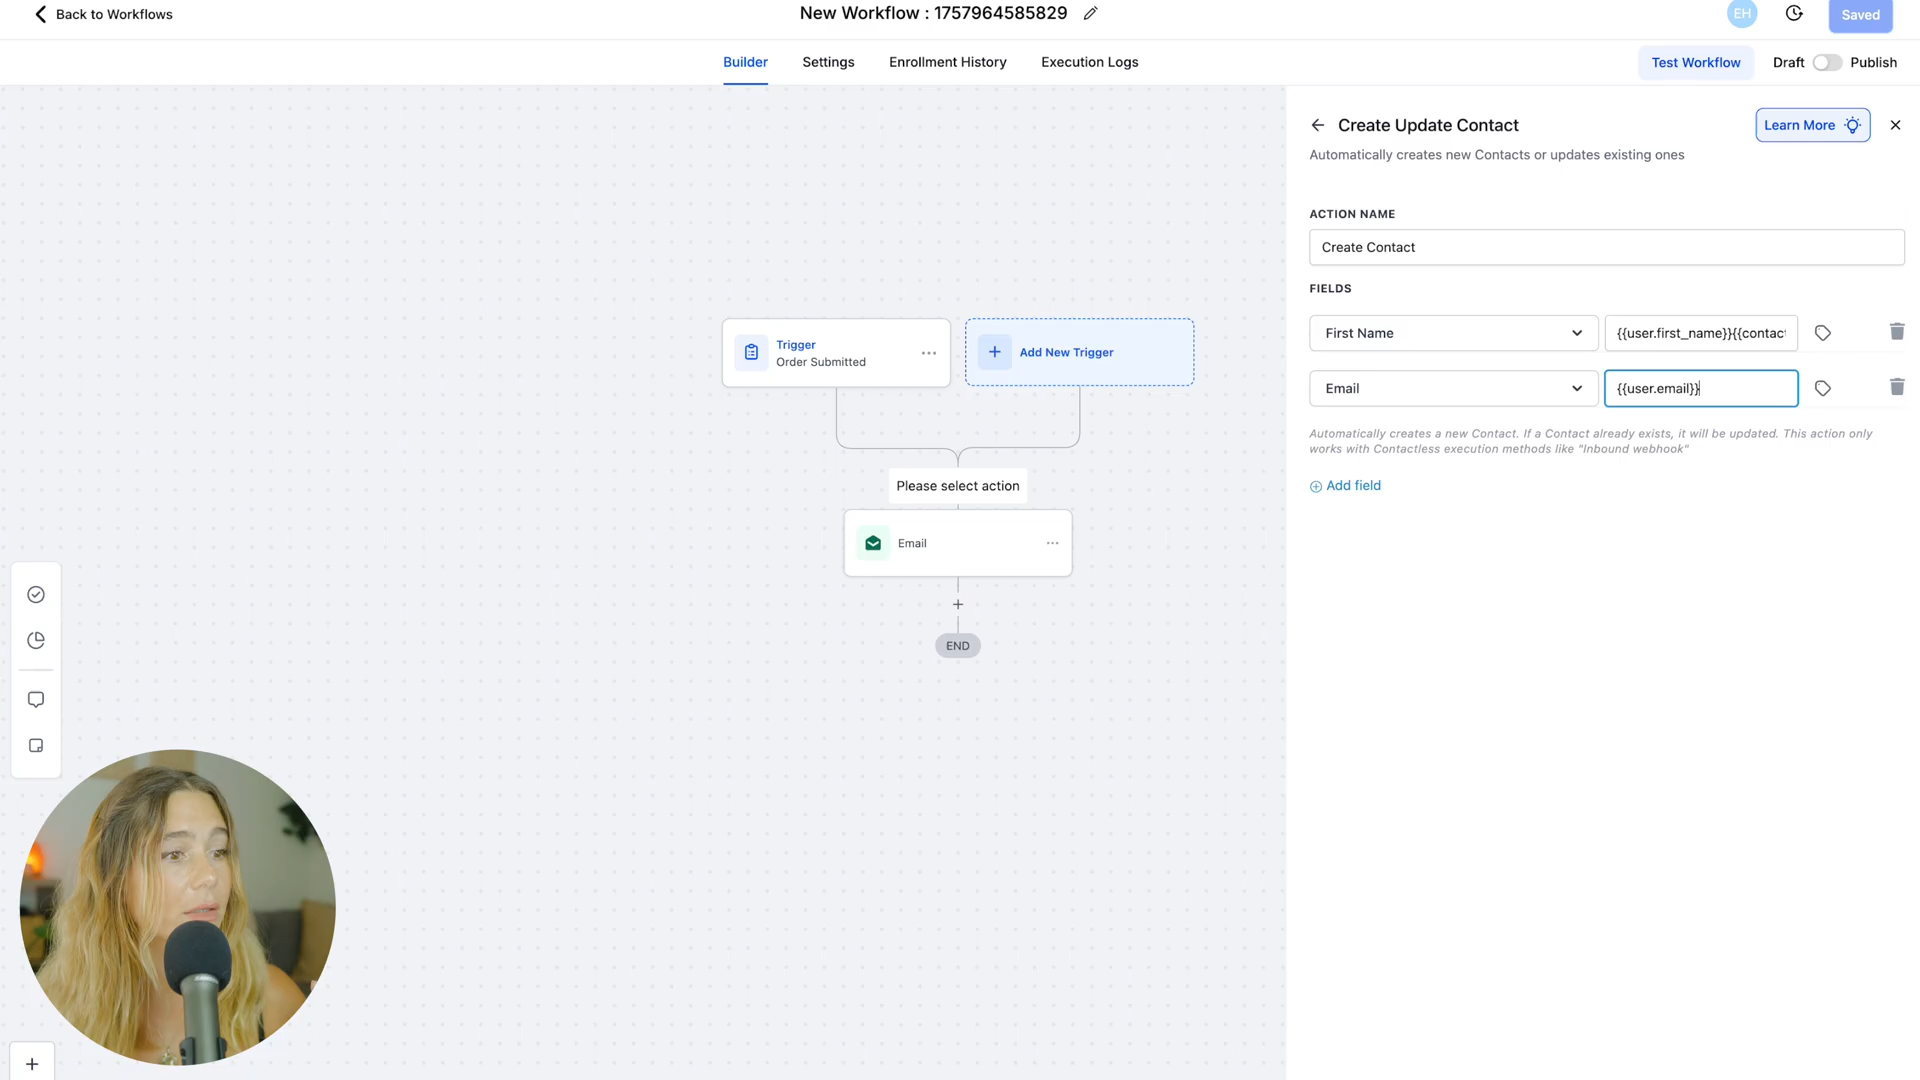 Back to Workflows
New Workflow : 1757964585829
EH
Saved
Builder
Settings
Enrollment History
Execution Logs
Test Workflow
Draft
Publish
Create Update Contact
Learn More
Automatically creates new Contacts or updates existing ones
ACTION NAME
Create Contact
FIELDS
First Name
{{user.first_name}}{{contac
Email
{{user.email}}
Automatically creates a new Contact. If a Contact already exists, it will be updated. This action only
works with Contactless execution methods like "Inbound webhook"
Add field
Trigger
Order Submitted
Add New Trigger
Please select action
Email
END